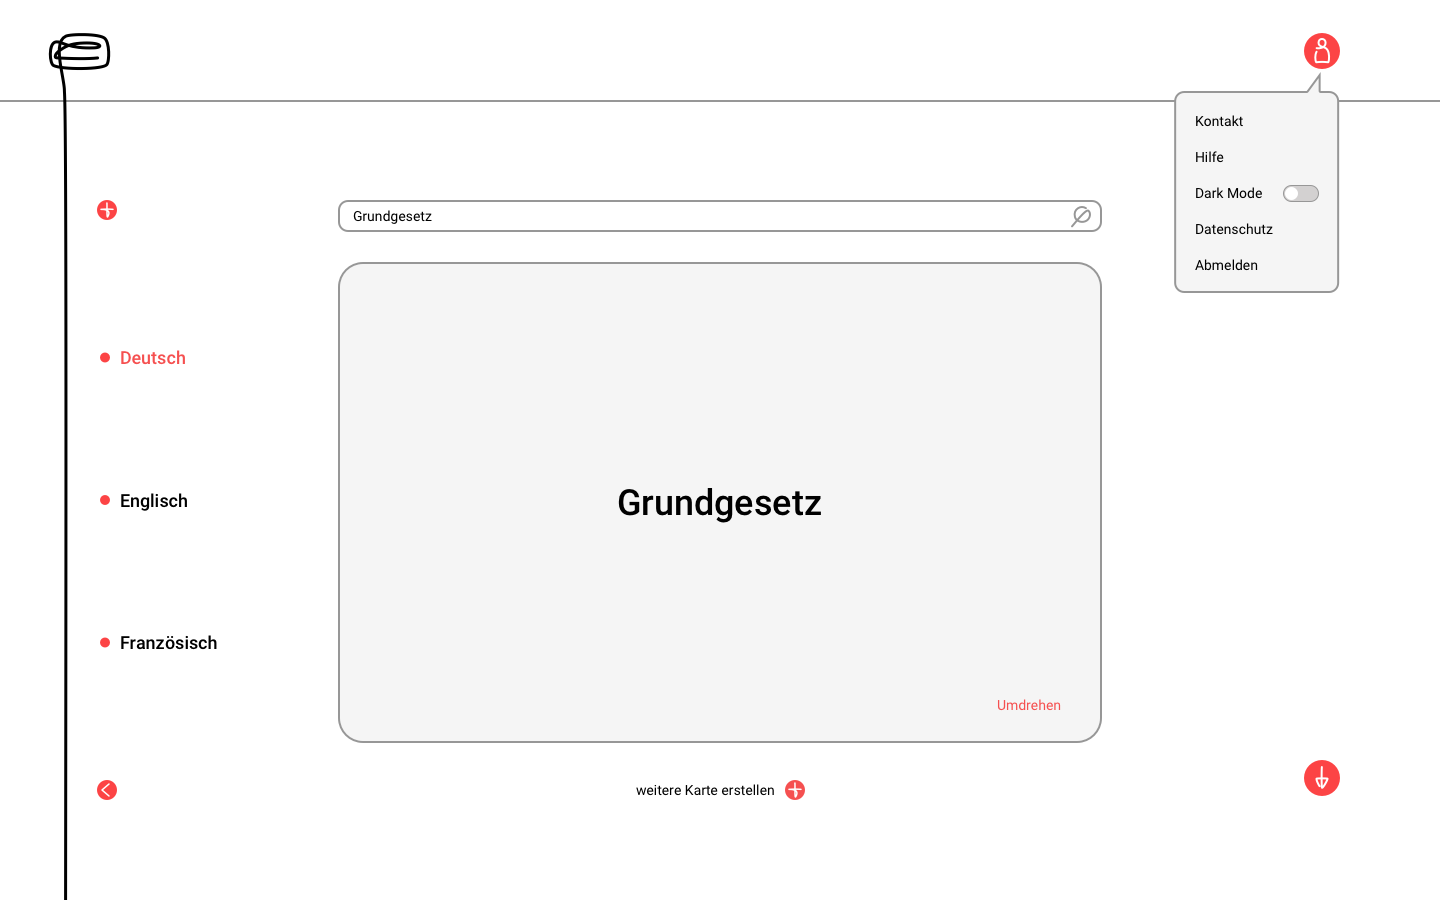 Kontakt
Hilfe
Dark Mode
Datenschutz
Abmelden
Grundgesetz
Deutsch
Englisch
Französisch
Grundgesetz
Umdrehen
weitere Karte erstellen